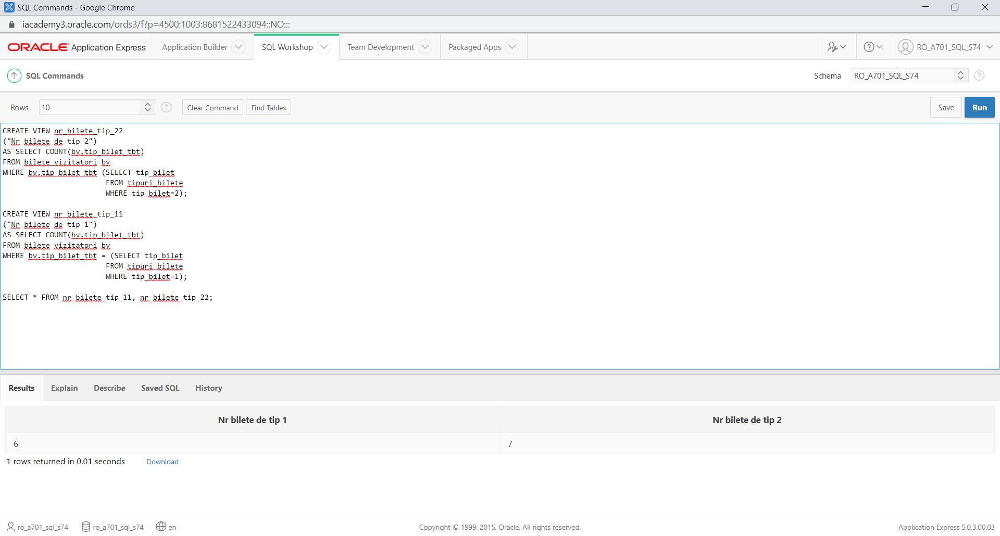 SQL Commands - Google Chrome
iacademy3.oracle.com/ords3/f?p=4500:1003:8681522433094::NO:::
ORACLE Application Express Application Builder SQL Workshop Team Development Packaged Apps RO_A701_SQL_S74
SQL Commands Schema RO_A701_SQL_S74
Rows 10 Clear Command Find Tables Save Run
CREATE VIEW nr_bilete_tip_22
("Nr bilete de tip 2")
AS SELECT COUNT(bv.tip_bilet_tbt)
FROM bilete_vizitatori bv
WHERE bv.tip_bilet_tbt=(SELECT tip_bilet
FROM tipuri_bilete
WHERE tip_bilet=2);
CREATE VIEW nr_bilete_tip_11
("Nr bilete de tip 1")
AS SELECT COUNT(bv.tip_bilet_tbt)
FROM bilete_vizitatori bv
WHERE bv.tip_bilet_tbt = (SELECT tip_bilet
FROM tipuri_bilete
WHERE tip_bilet=1);
SELECT * FROM nr_bilete_tip_11, nr_bilete_tip_22;
Results Explain Describe Saved SQL History
Nr bilete de tip 1 Nr bilete de tip 2
6 7
1 rows returned in 0.01 seconds Download
ro_a701_sql_s74 ro_a701_sql_s74 en Copyright © 1999, 2015, Oracle. All rights reserved. Application Express 5.0.3.00.03